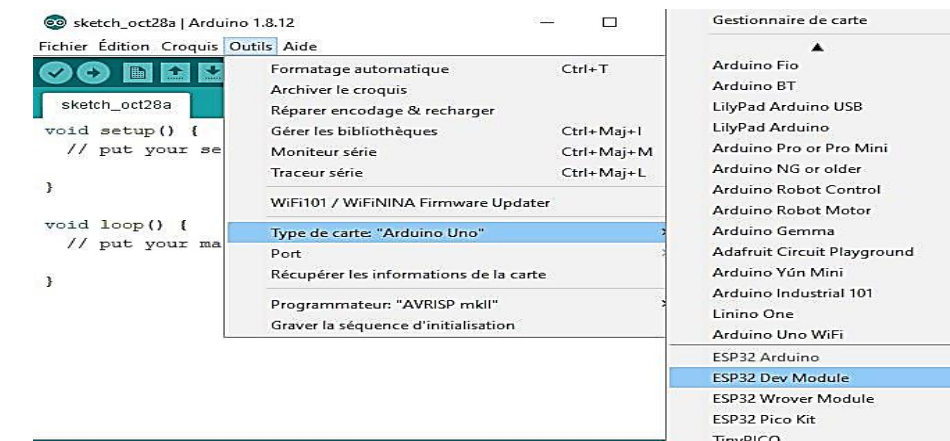 sketch_oct28a | Arduino 1.8.12
Fichier Édition Croquis Outils Aide
sketch_oct28a
void setup() {
// put your se
}
void loop() {
// put your ma
}
Formatage automatique Ctrl+T
Archiver le croquis
Réparer encodage & recharger
Gérer les bibliothèques Ctrl+Maj+I
Moniteur série Ctrl+Maj+M
Traceur série Ctrl+Maj+L
WiFi101 / WiFiNINA Firmware Updater
Type de carte: "Arduino Uno"
Port
Récupérer les informations de la carte
Programmateur: "AVRISP mkII"
Graver la séquence d'initialisation
Gestionnaire de carte
Arduino Fio
Arduino BT
LilyPad Arduino USB
LilyPad Arduino
Arduino Pro or Pro Mini
Arduino NG or older
Arduino Robot Control
Arduino Robot Motor
Arduino Gemma
Adafruit Circuit Playground
Arduino Yún Mini
Arduino Industrial 101
Linino One
Arduino Uno WiFi
ESP32 Arduino
ESP32 Dev Module
ESP32 Wrover Module
ESP32 Pico Kit
TinyPICO